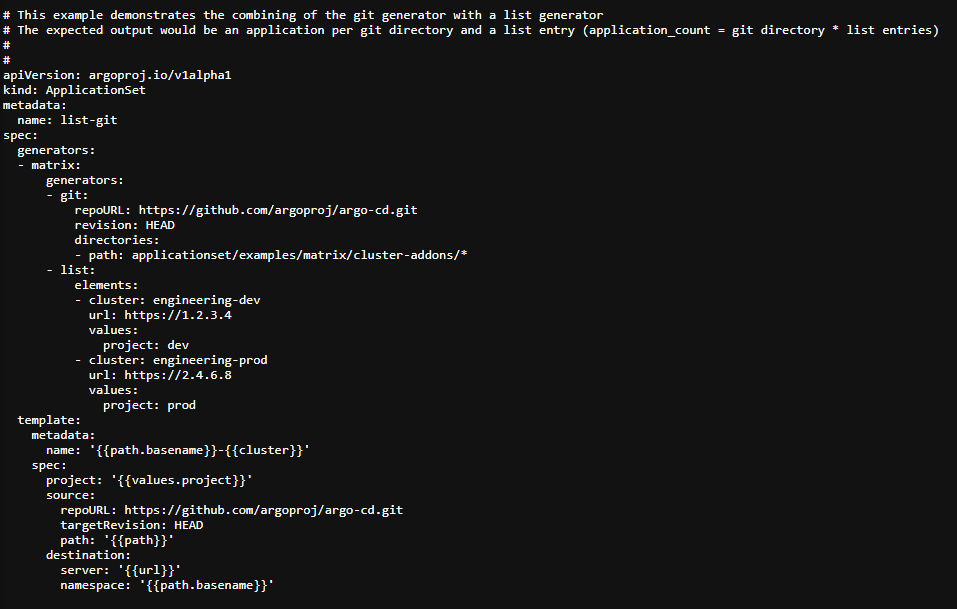 # This example demonstrates the combining of the git generator with a list generator
# The expected output would be an application per git directory and a list entry (application_count = git directory * list entries)
#
#
apiVersion: argoproj.io/v1alpha1
kind: ApplicationSet
metadata:
  name: list-git
spec:
  generators:
  - matrix:
      generators:
      - git:
          repoURL: https://github.com/argoproj/argo-cd.git
          revision: HEAD
          directories:
          - path: applicationset/examples/matrix/cluster-addons/*
      - list:
          elements:
          - cluster: engineering-dev
            url: https://1.2.3.4
            values:
              project: dev
          - cluster: engineering-prod
            url: https://2.4.6.8
            values:
              project: prod
  template:
    metadata:
      name: '{{path.basename}}-{{cluster}}'
    spec:
      project: '{{values.project}}'
      source:
        repoURL: https://github.com/argoproj/argo-cd.git
        targetRevision: HEAD
        path: '{{path}}'
      destination:
        server: '{{url}}'
        namespace: '{{path.basename}}'